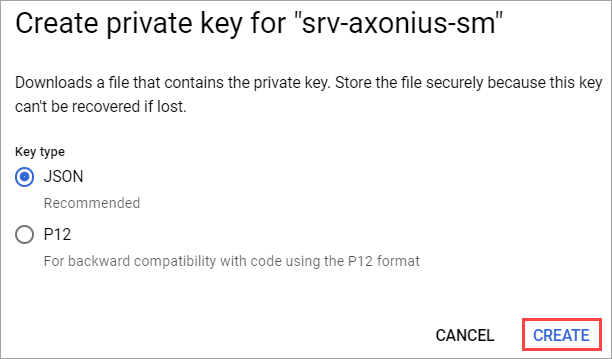 Create private key for "srv-axonius-sm"
Downloads a file that contains the private key. Store the file securely because this key
can't be recovered if lost.
Key type
JSON
Recommended
P12
For backward compatibility with code using the P12 format
CANCEL CREATE